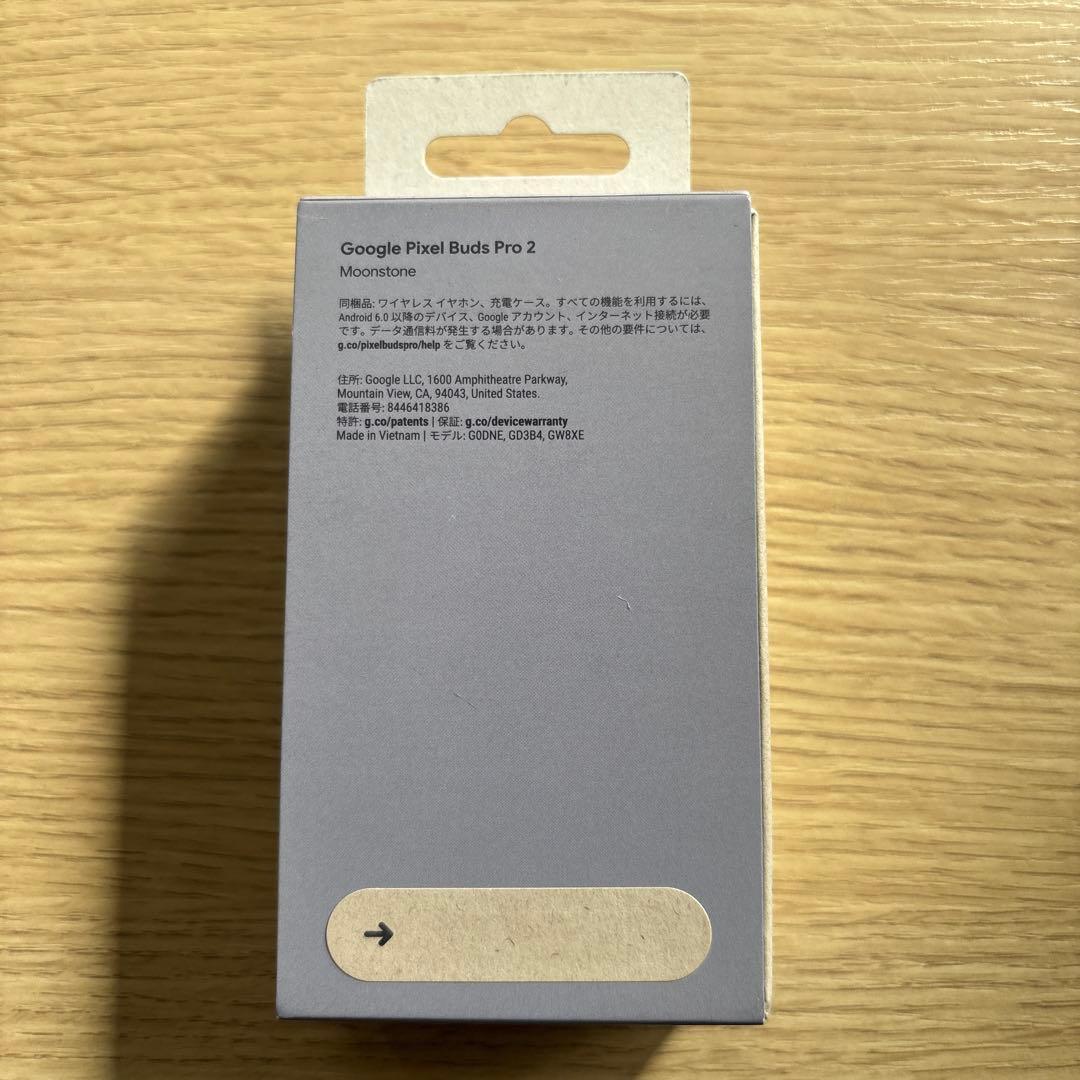 Google Pixel Buds Pro 2
Moonstone
同梱品: ワイヤレス イヤホン、充電ケース。すべての機能を利用するには、
Android 6.0 以降のデバイス、Google アカウント、インターネット接続が必要
です。データ通信料が発生する場合があります。その他の要件については、
g.co/pixelbudspro/help をご覧ください。
住所: Google LLC, 1600 Amphitheatre Parkway,
Mountain View, CA, 94043, United States.
電話番号: 8446418386
特許: g.co/patents | 保証: g.co/devicewarranty
Made in Vietnam | モデル: G0DNE, GD3B4, GW8XE